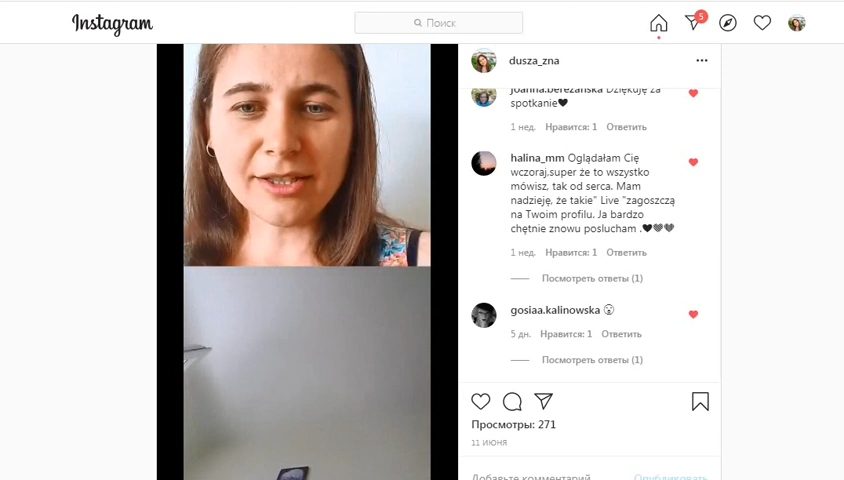 Instagram
Поиск
5
dusza_zna
joanna.berezanska Dziękuję za
spotkanie🖤
1 нед. Нравится: 1 Ответить
halina_mm Oglądałam Cię
wczoraj,super że to wszystko
mówisz, tak od serca. Mam
nadzieję, że takie" Live "zagoszczą
na Twoim profilu. Ja bardzo
chętnie znowu posłucham .🖤🖤🖤
1 нед. Нравится: 1 Ответить
Посмотреть ответы (1)
gosiaa.kalinowska 😮
5 дн. Нравится: 1 Ответить
Посмотреть ответы (1)
Просмотры: 271
11 ИЮНЯ
Добавьте комментарий
Опубликовать